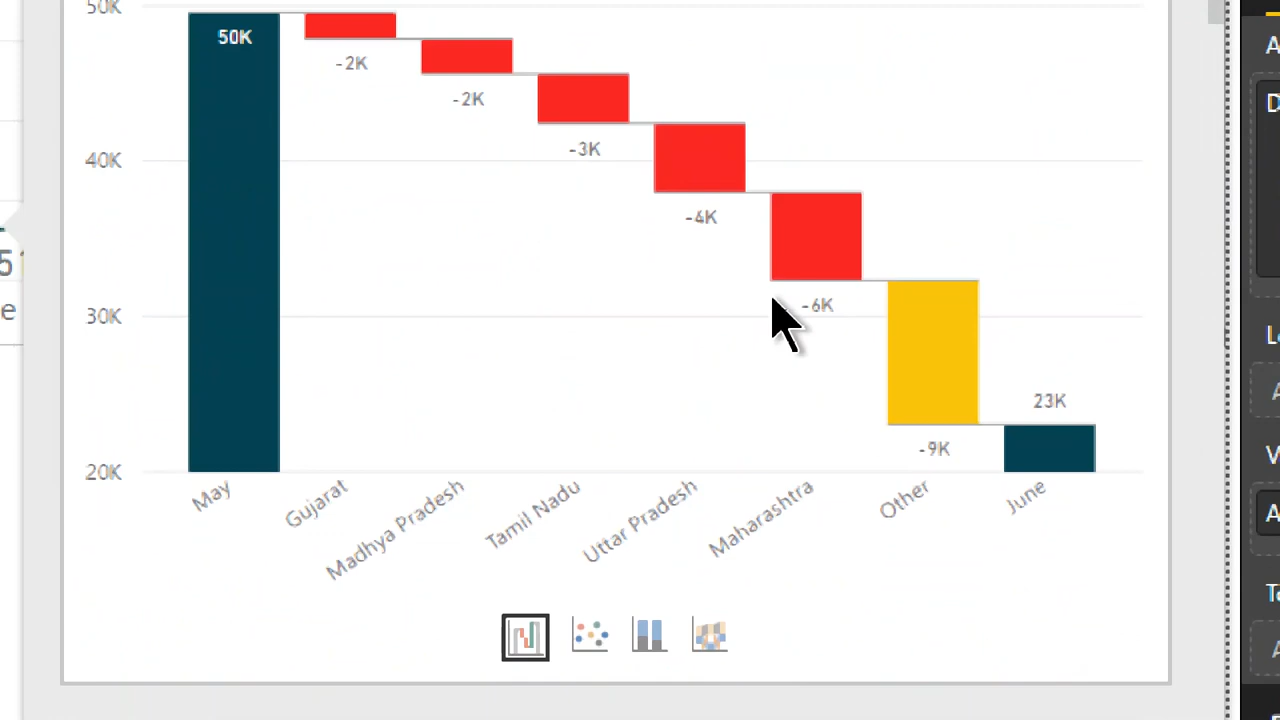 50K
50K
-2K
-2K
-3K
40K
-4K
-6K
30K
23K
-9K
20K
May
Gujarat
Madhya Pradesh
Tamil Nadu
Uttar Pradesh
Maharashtra
Other
June
5
e
A